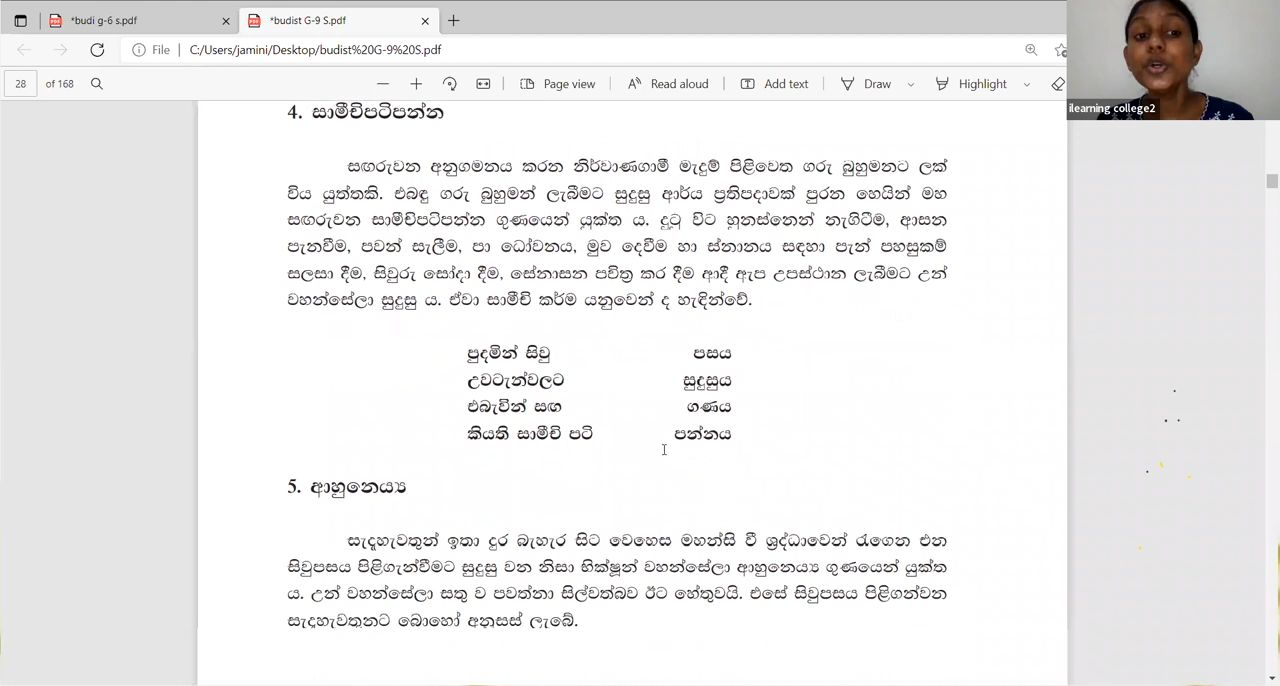 *budi g-6 s.pdf
*budist G-9 S.pdf
File
C:/Users/jamini/Desktop/budist%20G-9%20S.pdf
28 of 168
Page view
Read aloud
Add text
Draw
Highlight
ilearning college2
4. සාමීචිපටිපන්න
සඟරුවන අනුගමනය කරන නිර්වාණගාමී මැදුම් පිළිවෙත ගරු බුහුමනට ලක්
විය යුත්තකි. එබඳු ගරු බුහුමන් ලැබීමට සුදුසු ආර්ය ප්‍රතිපදාවක් පුරන හෙයින් මහ
සඟරුවන සාමීචිපටිපන්න ගුණයෙන් යුක්ත ය. දුටු විට හුනස්නෙන් නැගිටීම, ආසන
පැනවීම, පවන් සැලීම, පා ධෝවනය, මුව දෙවීම හා ස්නානය සඳහා පැන් පහසුකම්
සලසා දීම, සිවුරු සෝදා දීම, සේනාසන පවිත්‍ර කර දීම ආදී ඇප උපස්ථාන ලැබීමට උන්
වහන්සේලා සුදුසු ය. ඒවා සාමීචි කර්ම යනුවෙන් ද හැඳින්වේ.
පුදමින් සිවු පසය
උවටැන්වලට සුදුසුය
එබැවින් සඟ ගණය
කියති සාමීචි පටි පන්නය
5. ආහුනෙය්‍ය
සැදැහැවතුන් ඉතා දුර බැහැර සිට වෙහෙස මහන්සි වී ශ්‍රද්ධාවෙන් රැගෙන එන
සිවුපසය පිළිගැන්වීමට සුදුසු වන නිසා භික්ෂූන් වහන්සේලා ආහුනෙය්‍ය ගුණයෙන් යුක්ත
ය. උන් වහන්සේලා සතු ව පවත්නා සිල්වත්බව ඊට හේතුවයි. එසේ සිවුපසය පිළිගන්වන
සැදැහැවතුනට බොහෝ අනුසස් ලැබේ.